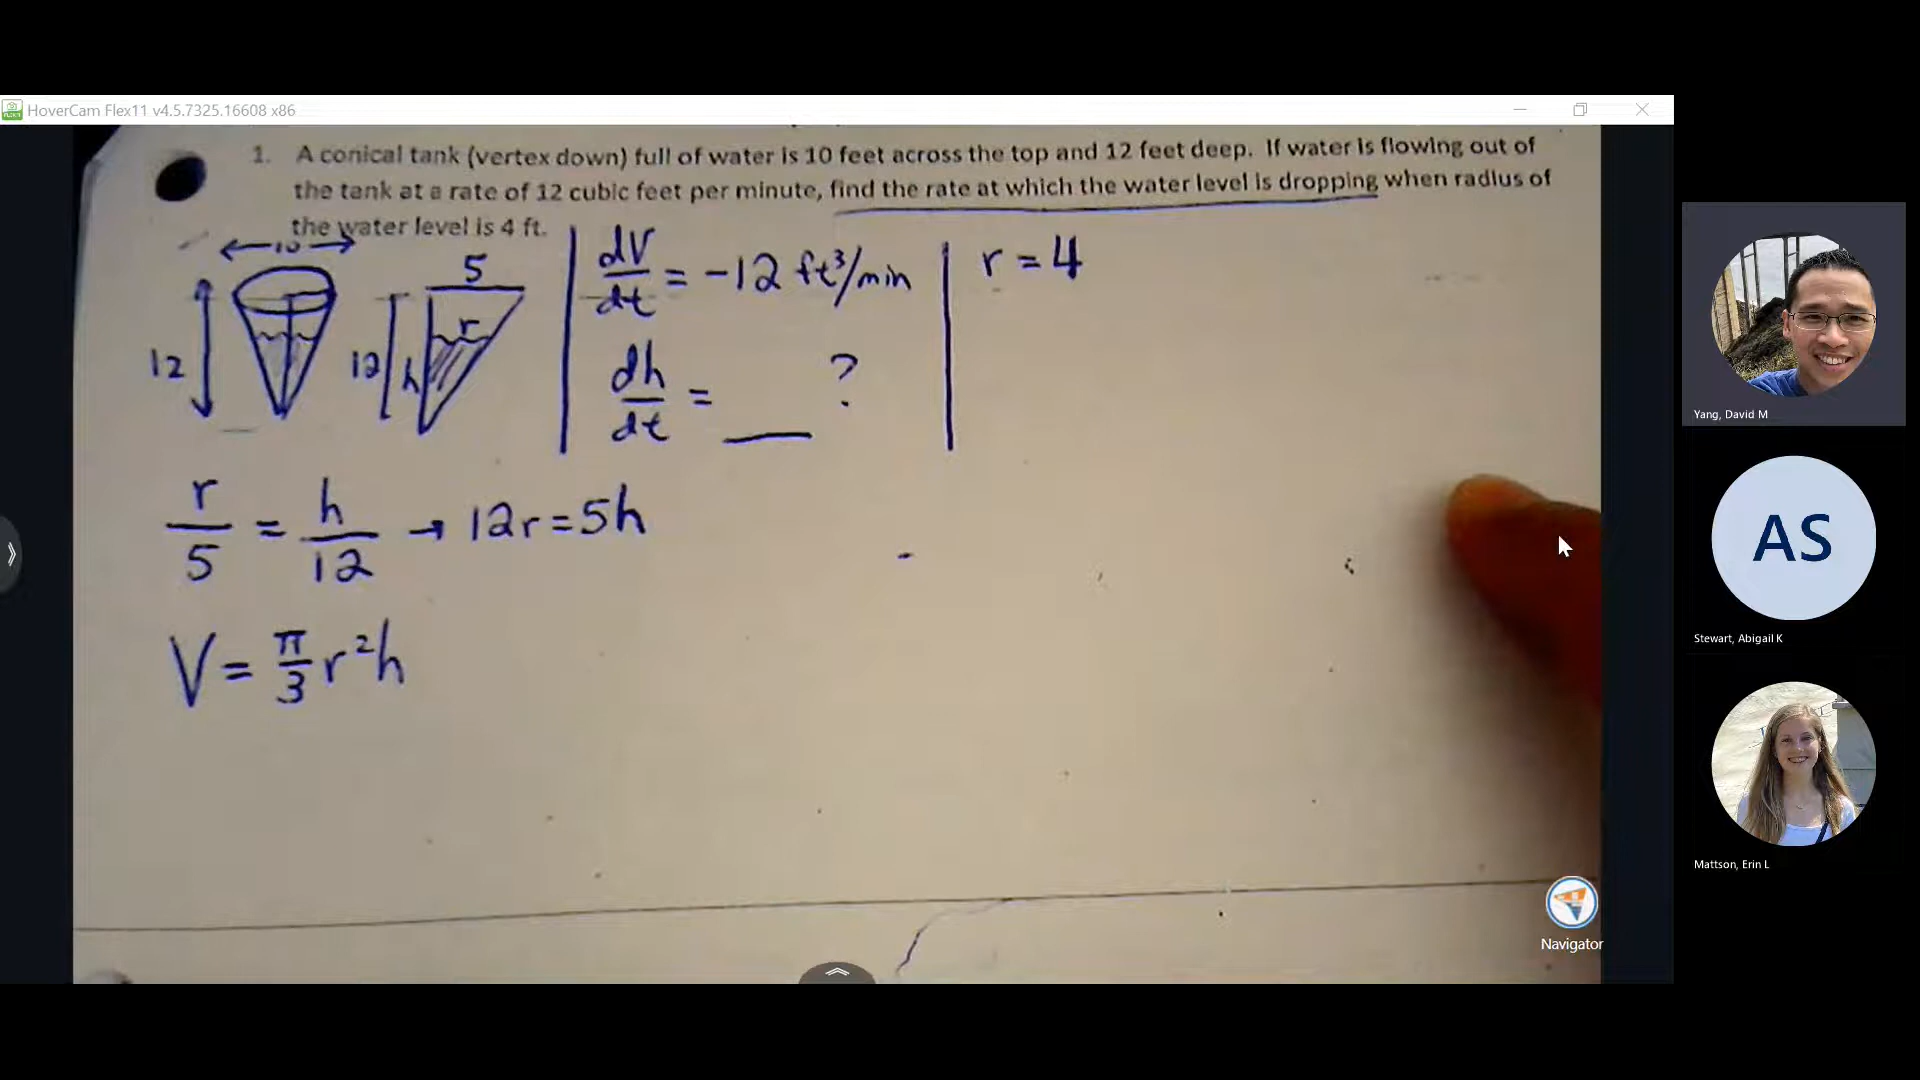 HoverCam Flex11 v4.5.7325.16608 x86
1. A conical tank (vertex down) full of water is 10 feet across the top and 12 feet deep. If water is flowing out of
the tank at a rate of 12 cubic feet per minute, find the rate at which the water level is dropping when radius of
the water level is 4 ft.
10
12
5
r
12
h
dV/dt = -12 ft³/min
dh/dt = __ ?
r = 4
r/5 = h/12 → 12r = 5h
V = π/3 r²h
Navigator
Yang, David M
AS
Stewart, Abigail K
Mattson, Erin L